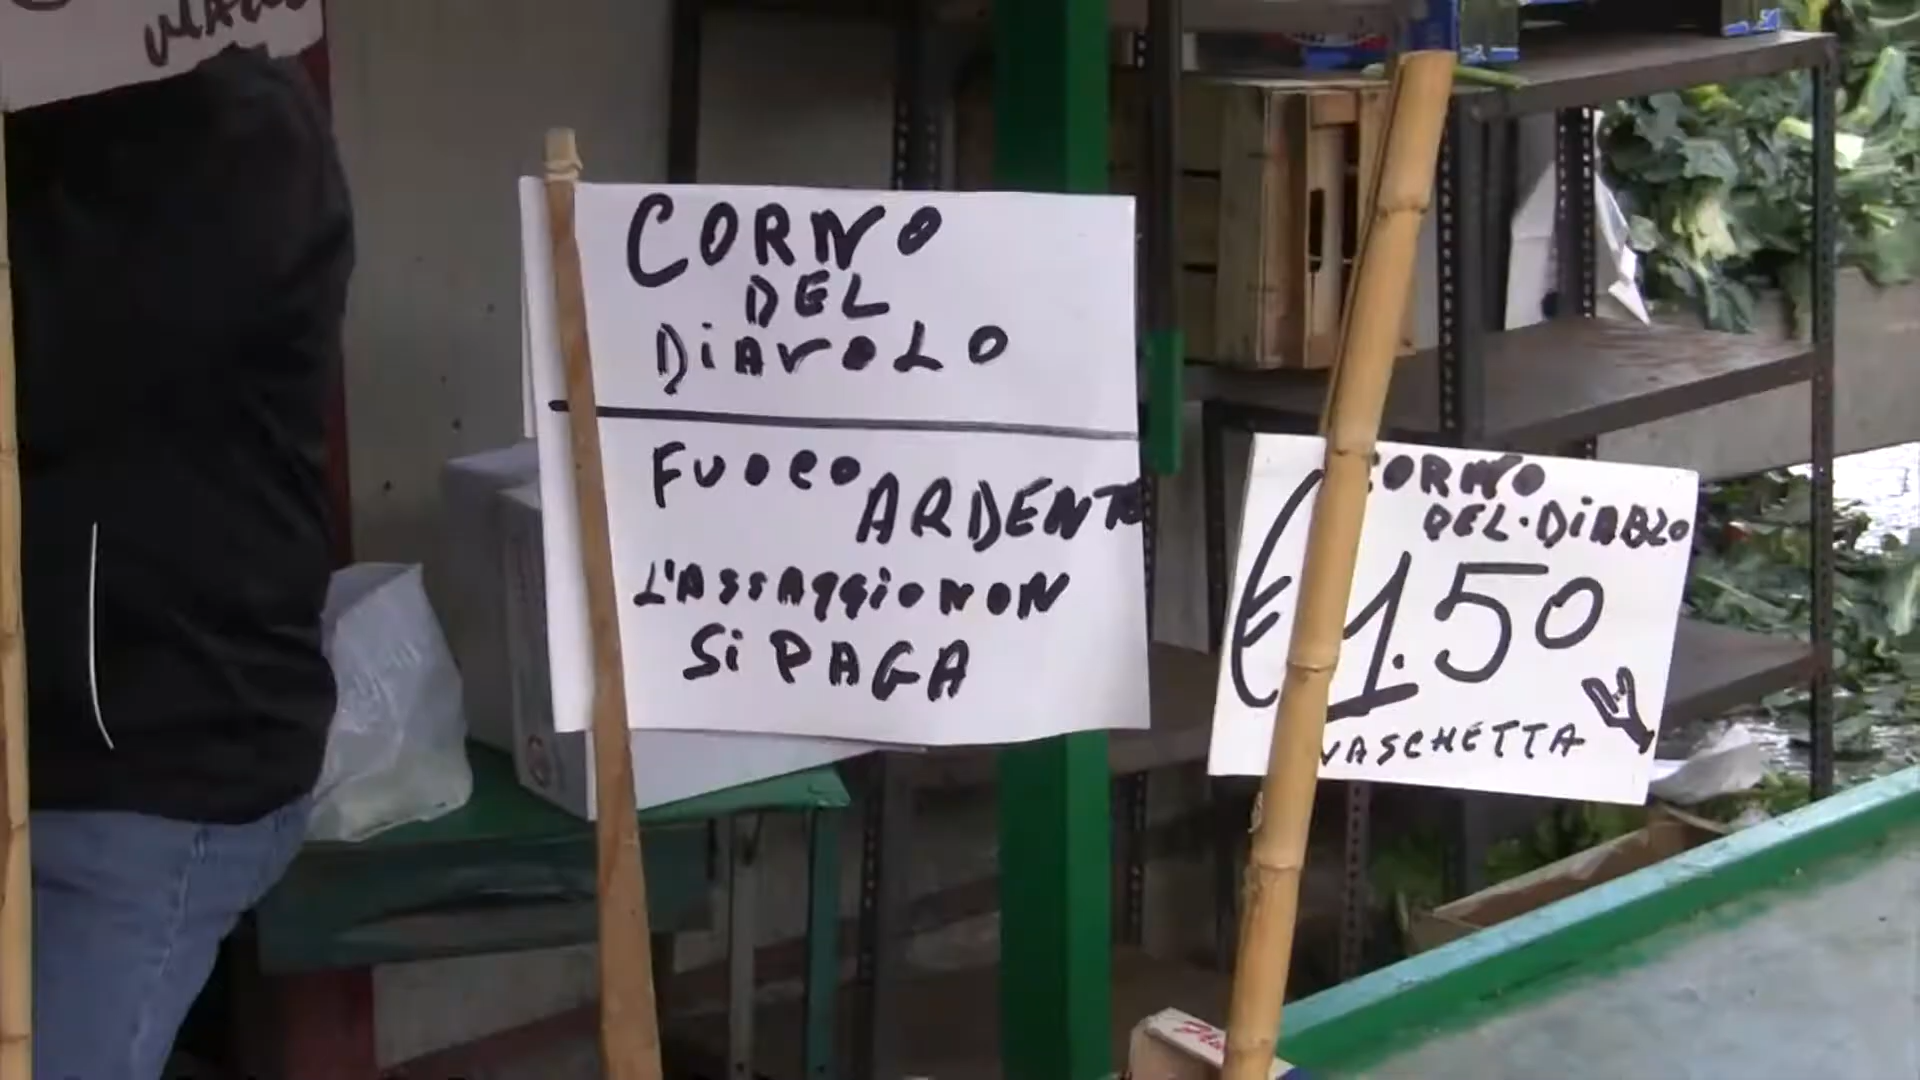 CORNO
DEL
DiAVOLO
FUOCO ARDENTE
L'ASSAGGiO NON
Si PAGA
CORNO
DEL·DiABLO
€1.50
VASCHETTA